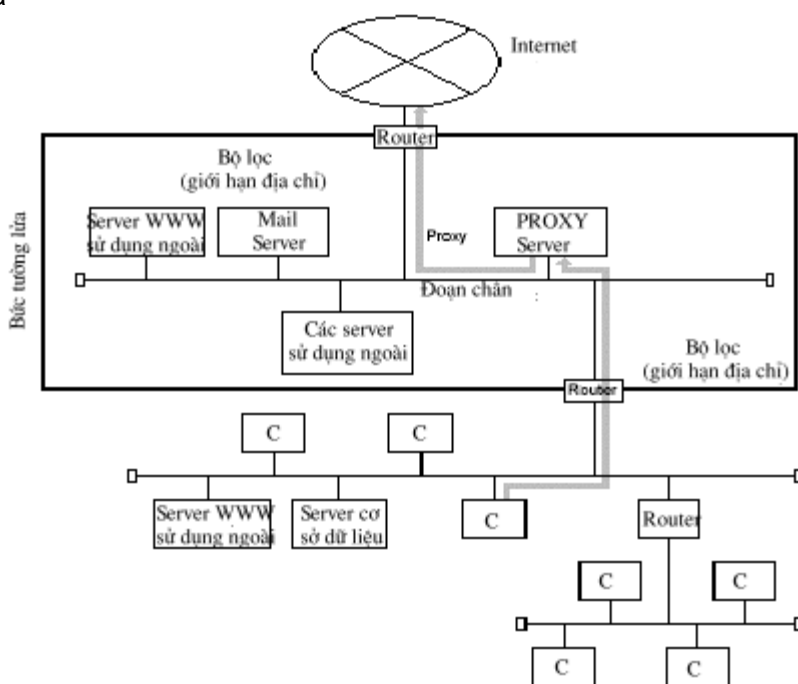 Internet
Router
Bộ lọc
(giới hạn địa chỉ)
Server WWW
sử dụng ngoài
Mail
Server
Proxy
PROXY
Server
Đoạn chăn
Bức tường lửa
Các server
sử dụng ngoài
Bộ lọc
(giới hạn địa chỉ)
Router
C
C
Server WWW
sử dụng ngoài
Server cơ
sở dữ liệu
C
Router
C
C
C
C